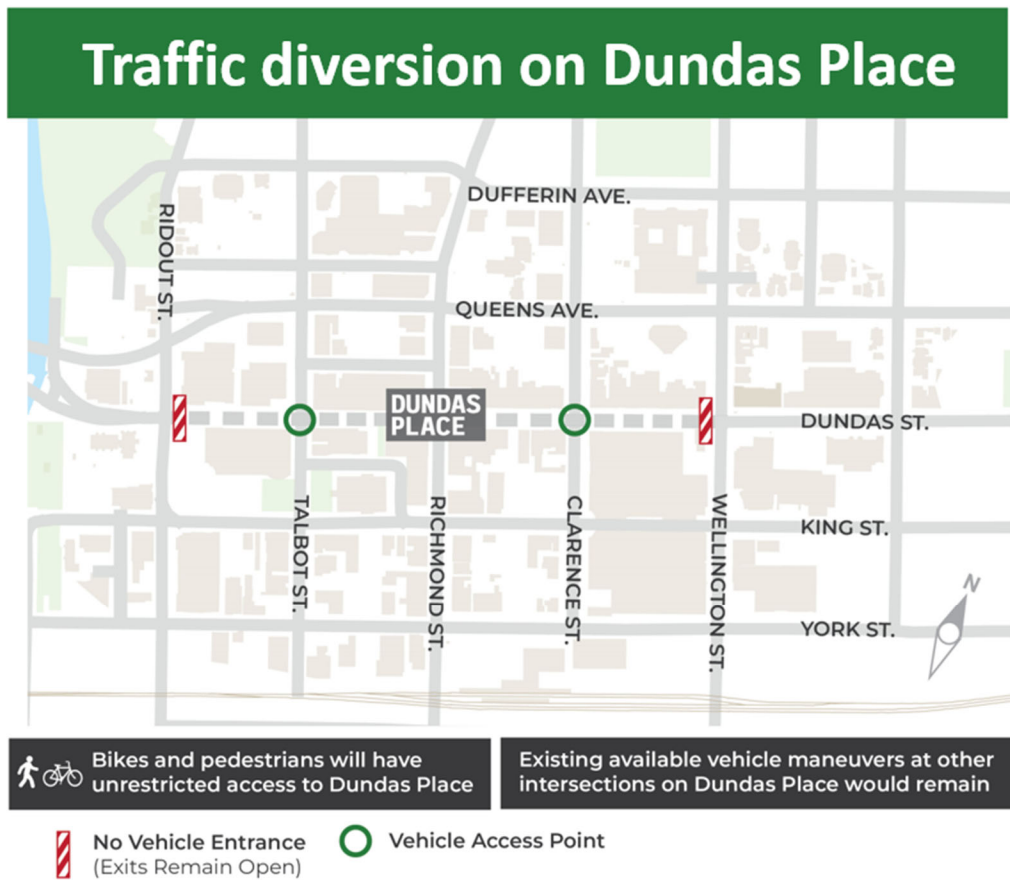 Traffic diversion on Dundas Place
DUFFERIN AVE.
RIDOUT ST.
QUEENS AVE.
DUNDAS
PLACE
DUNDAS ST.
TALBOT ST.
RICHMOND ST.
CLARENCE ST.
WELLINGTON ST.
KING ST.
N
YORK ST.
Bikes and pedestrians will have
unrestricted access to Dundas Place
Existing available vehicle maneuvers at other
intersections on Dundas Place would remain
No Vehicle Entrance
(Exits Remain Open)
Vehicle Access Point